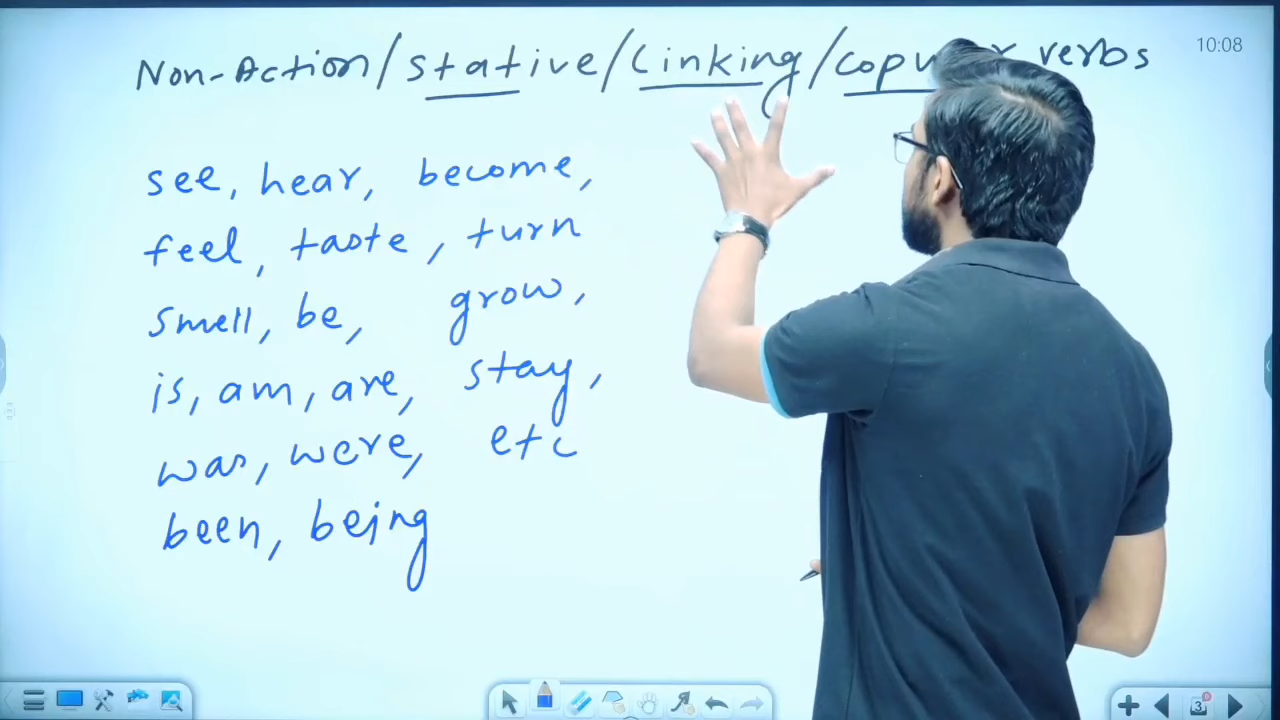 Non-Action/stative/Linking/copu verbs
10:08
see, hear, become,
feel, taste, turn
smell, be, grow,
is, am, are, stay,
was, were, etc
been, being
3